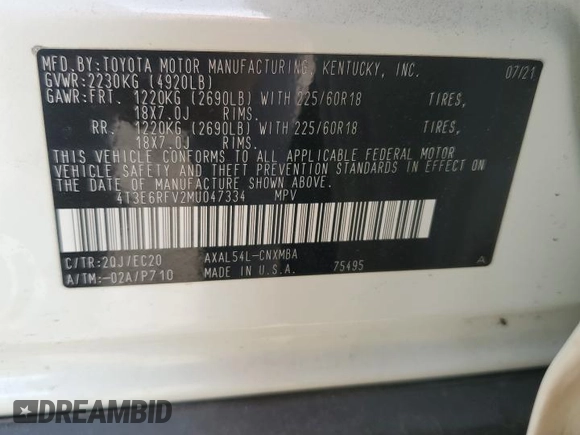 MFD.BY:TOYOTA MOTOR MANUFACTURING, KENTUCKY, INC. 07/21
GVWR:2230KG (4920LB)
GAWR:FRT. 1220KG (2690LB) WITH 225/60R18 TIRES,
18X7.0J RIMS.
RR. 1220KG (2690LB) WITH 225/60R18 TIRES,
18X7.0J RIMS.
THIS VEHICLE CONFORMS TO ALL APPLICABLE FEDERAL MOTOR
VEHICLE SAFETY AND THEFT PREVENTION STANDARDS IN EFFECT ON
THE DATE OF MANUFACTURE SHOWN ABOVE.
4T3E6RFV2MU047334 MPV
C/TR:20J/EC20 AXAL54L-CNXMBA
A/TM:-02A/P710 MADE IN U.S.A. 75495 A
DREAMBID